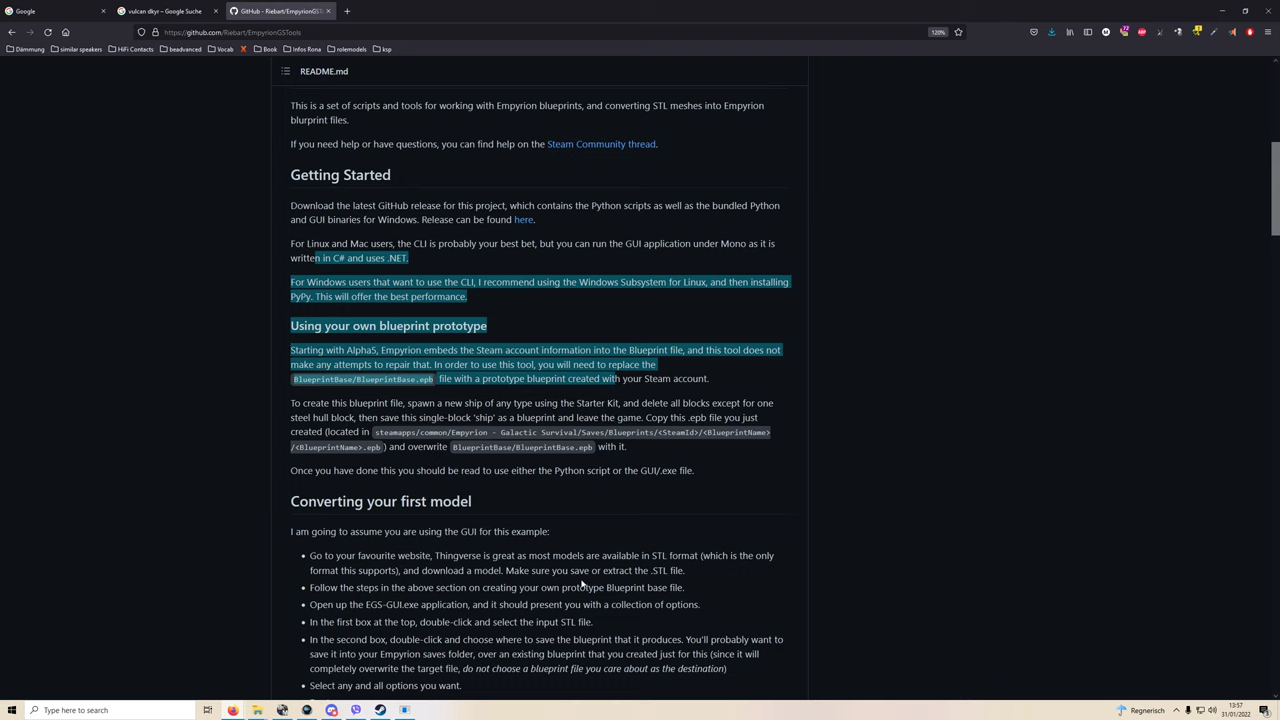 Google
vulcan dkyr – Google Suche
GitHub - Riebart/EmpyrionGSTo
https://github.com/Riebart/EmpyrionGSTools
120%
Dämmung
similar speakers
HiFi Contacts
beadvanced
Vocab
Book
Infos Rona
rolemodels
ksp
README.md
This is a set of scripts and tools for working with Empyrion blueprints, and converting STL meshes into Empyrion
blurprint files.
If you need help or have questions, you can find help on the Steam Community thread.
Getting Started
Download the latest GitHub release for this project, which contains the Python scripts as well as the bundled Python
and GUI binaries for Windows. Release can be found here.
For Linux and Mac users, the CLI is probably your best bet, but you can run the GUI application under Mono as it is
written in C# and uses .NET.
For Windows users that want to use the CLI, I recommend using the Windows Subsystem for Linux, and then installing
PyPy. This will offer the best performance.
Using your own blueprint prototype
Starting with Alpha5, Empyrion embeds the Steam account information into the Blueprint file, and this tool does not
make any attempts to repair that. In order to use this tool, you will need to replace the
BlueprintBase/BlueprintBase.epb file with a prototype blueprint created with your Steam account.
To create this blueprint file, spawn a new ship of any type using the Starter Kit, and delete all blocks except for one
steel hull block, then save this single-block 'ship' as a blueprint and leave the game. Copy this .epb file you just
created (located in steamapps/common/Empyrion - Galactic Survival/Saves/Blueprints/<SteamId>/<BlueprintName>
/<BlueprintName>.epb) and overwrite BlueprintBase/BlueprintBase.epb with it.
Once you have done this you should be read to use either the Python script or the GUI/.exe file.
Converting your first model
I am going to assume you are using the GUI for this example:
• Go to your favourite website, Thingverse is great as most models are available in STL format (which is the only
format this supports), and download a model. Make sure you save or extract the .STL file.
• Follow the steps in the above section on creating your own prototype Blueprint base file.
• Open up the EGS-GUI.exe application, and it should present you with a collection of options.
• In the first box at the top, double-click and select the input STL file.
• In the second box, double-click and choose where to save the blueprint that it produces. You'll probably want to
save it into your Empyrion saves folder, over an existing blueprint that you created just for this (since it will
completely overwrite the target file, do not choose a blueprint file you care about as the destination)
• Select any and all options you want.
Type here to search
Regnerisch
13:57
31/01/2022